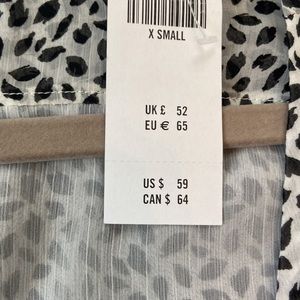 X SMALL
UK £ 52
EU € 65
US $ 59
CAN $ 64